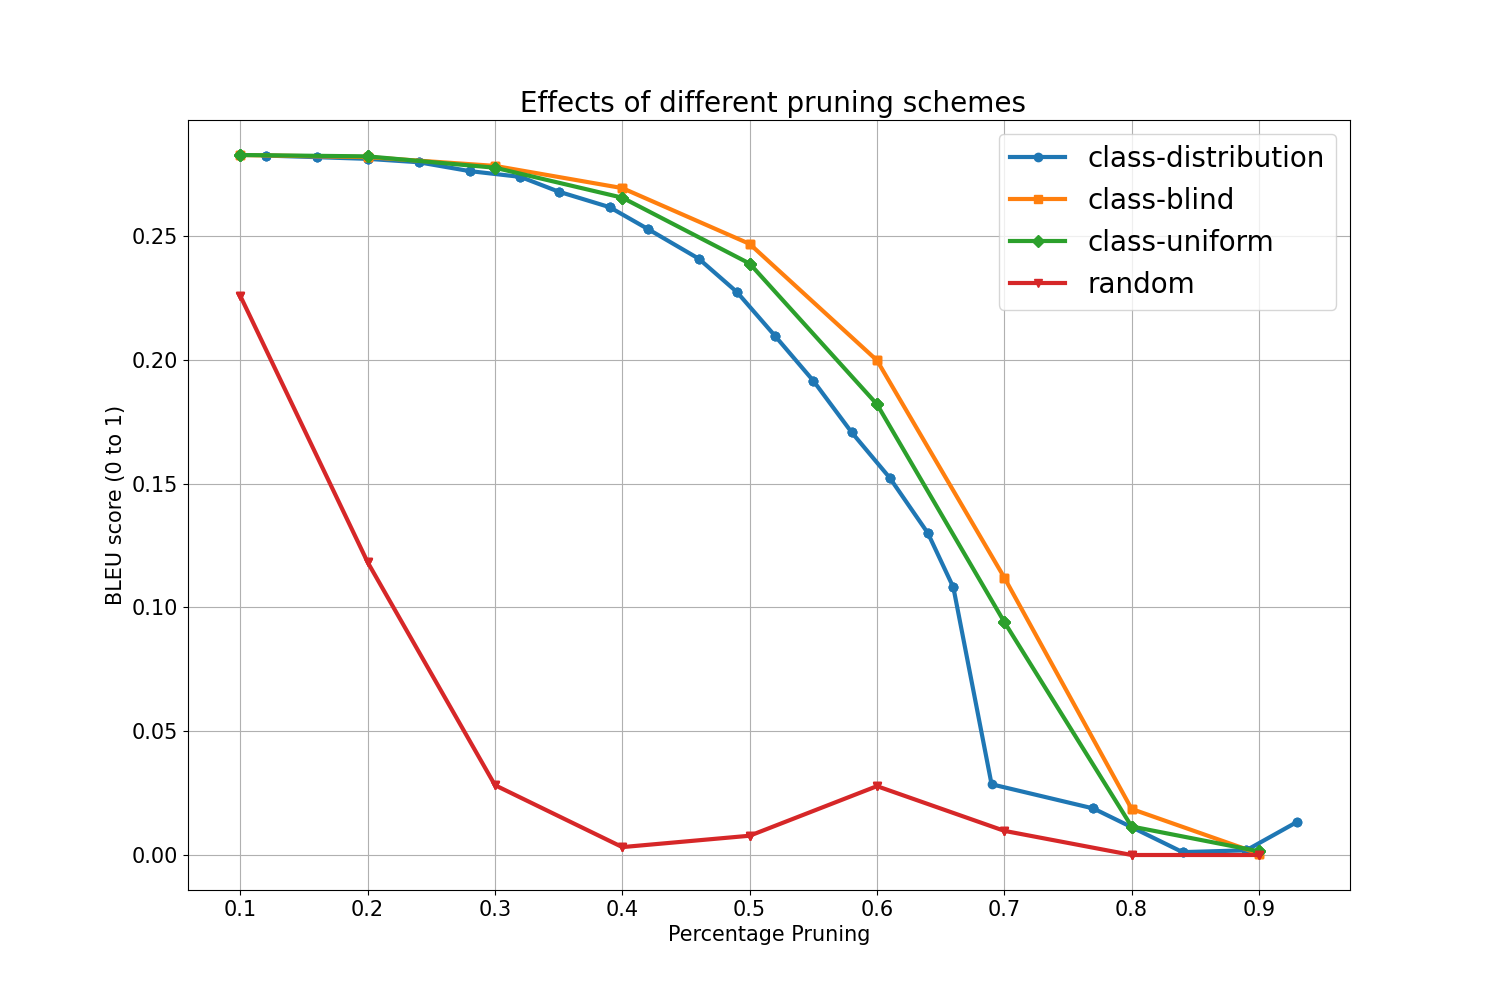 Effects of different pruning schemes
class-distribution
class-blind
class-uniform
random
BLEU score (0 to 1)
0.25
0.20
0.15
0.10
0.05
0.00
0.1 0.2 0.3 0.4 0.5 0.6 0.7 0.8 0.9
Percentage Pruning